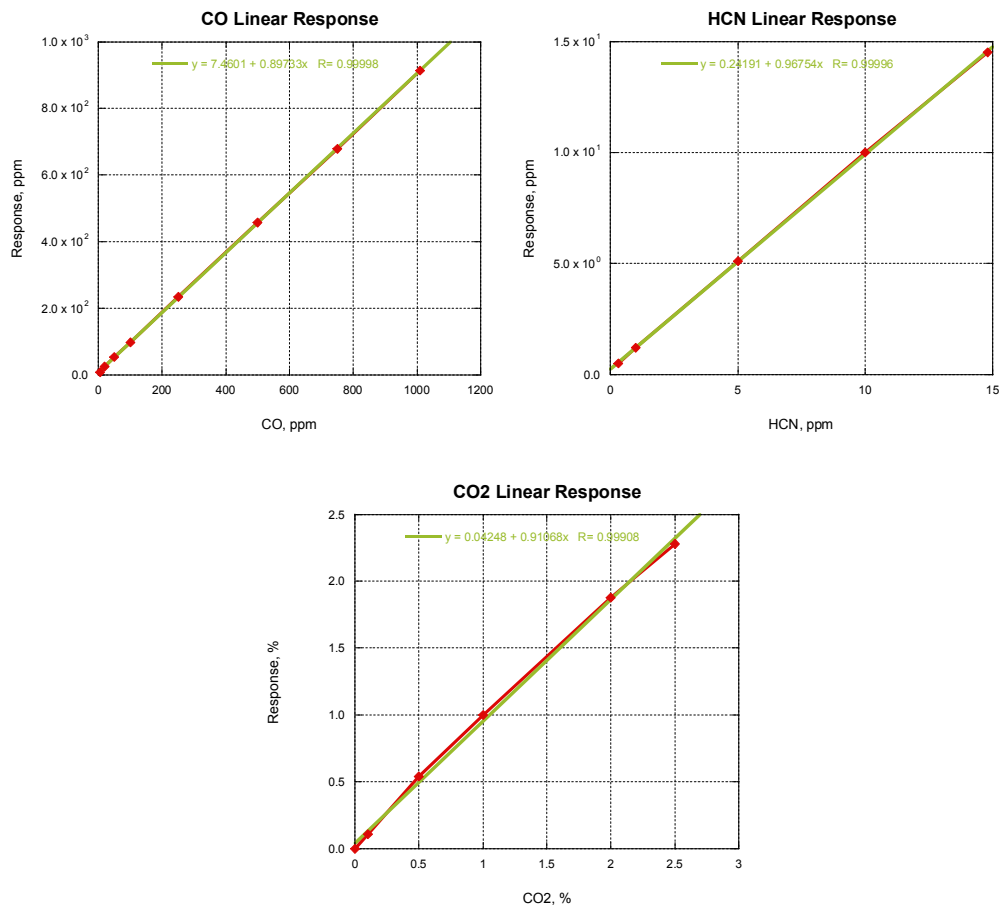 CO Linear Response
y = 7.4601 + 0.89733x R= 0.99998
1.0 x 10³
8.0 x 10²
6.0 x 10²
4.0 x 10²
2.0 x 10²
0.0
Response, ppm
0 200 400 600 800 1000 1200
CO, ppm
HCN Linear Response
y = 0.24191 + 0.96754x R= 0.99996
1.5 x 10¹
1.0 x 10¹
5.0 x 10⁰
0.0
Response, ppm
0 5 10 15
HCN, ppm
CO2 Linear Response
y = 0.04248 + 0.91068x R= 0.99908
2.5
2.0
1.5
1.0
0.5
0.0
Response, %
0 0.5 1 1.5 2 2.5 3
CO2, %